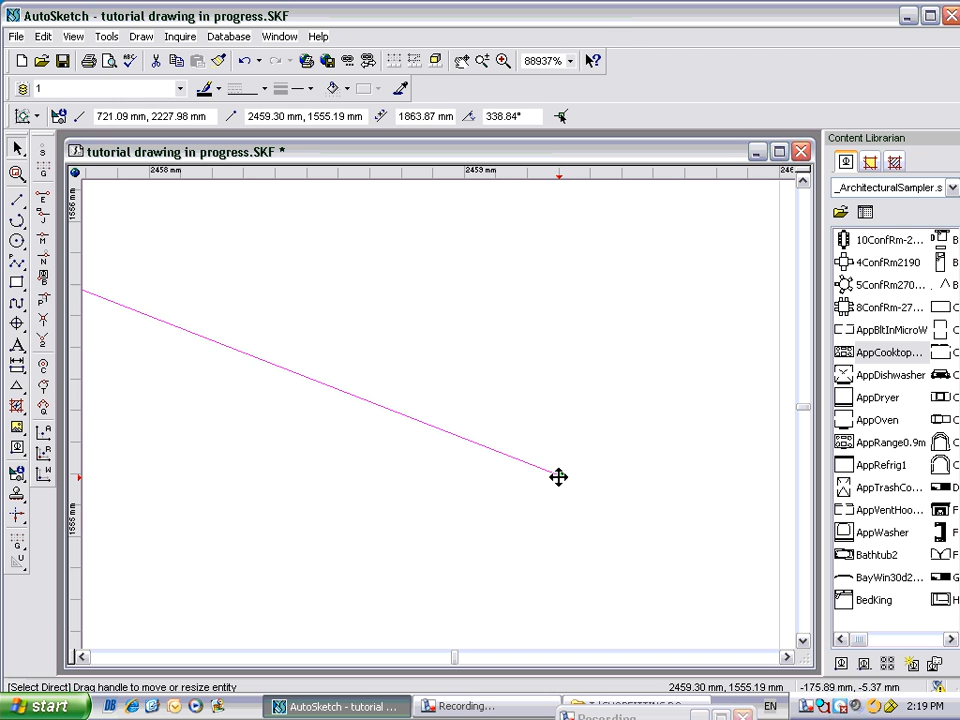 AutoSketch - tutorial drawing in progress.SKF
File Edit View Tools Draw Inquire Database Window Help
88937%
1
721.09 mm, 2227.98 mm 2459.30 mm, 1555.19 mm 1863.87 mm 338.84°
tutorial drawing in progress.SKF *
2458 mm 2459 mm 246
1556 mm
1555 mm
S
G
E
J
M
N
B
P
C
T
Q
A
R
W
U
Content Librarian
_ArchitecturalSampler.s
10ConfRm-2... B
4ConfRm2190 B
5ConfRm270... B
8ConfRm-27... C
AppBltInMicroW C
AppCooktop... C
AppDishwasher C
AppDryer C
AppOven C
AppRange0.9m C
AppRefrig1 C
AppTrashCo... D
AppVentHoo... F
AppWasher F
Bathtub2 F
BayWin30d2... G
BedKing H
[Select Direct] Drag handle to move or resize entity 2459.30 mm, 1555.19 mm -175.89 mm, -5.37 mm
start AutoSketch - tutorial ... Recording... EN 2:19 PM
Recording